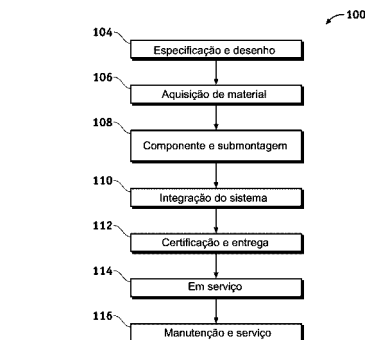 100
104
Especificação e desenho
106
Aquisição de material
108
Componente e submontagem
110
Integração do sistema
112
Certificação e entrega
114
Em serviço
116
Manutenção e serviço